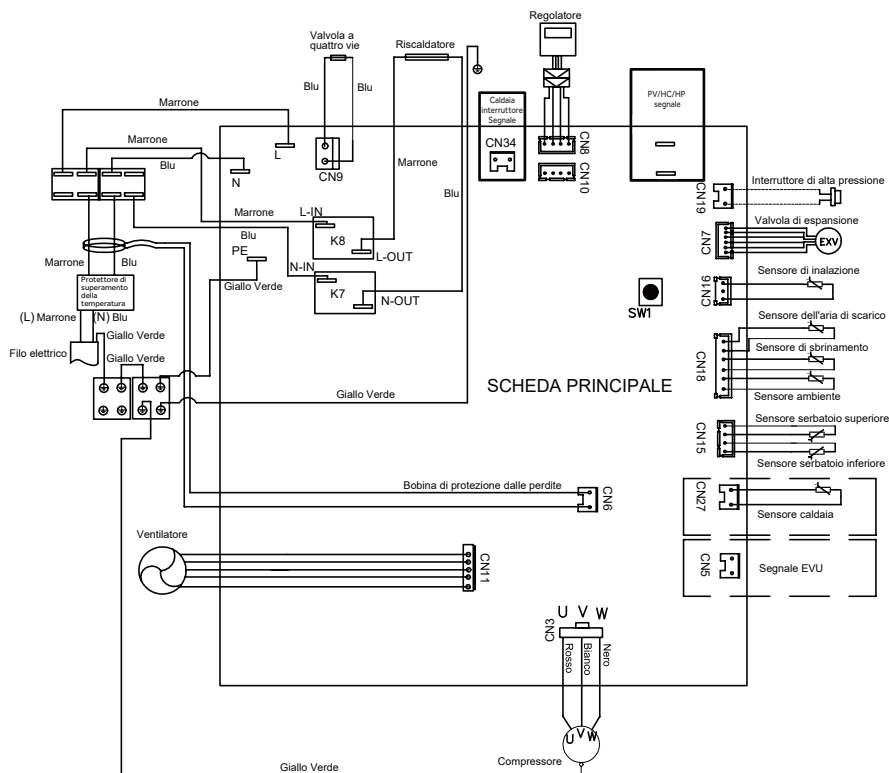 Regolatore
Valvola a
quattro vie
Riscaldatore
Blu
Blu
Caldaia
interruttore
Segnale
PV/HC/HP
segnale
Marrone
L
CN34
CN8
CN10
Marrone
Blu
N
CN9
Marrone
Blu
CN19
Interruttore di alta pressione
Marrone
L-IN
K8
L-OUT
Blu
PE
N-IN
K7
N-OUT
Giallo Verde
CN7
Valvola di espansione
EXV
Marrone
Blu
Protettore di
superamento
della
temperatura
(L) Marrone
(N) Blu
Giallo Verde
Giallo Verde
Filo elettrico
CN16
Sensore di inalazione
SW1
Sensore dell'aria di scarico
CN18
Sensore di sbrinamento
Sensore ambiente
SCHEDA PRINCIPALE
Giallo Verde
Sensore serbatoio superiore
CN15
Sensore serbatoio inferiore
Bobina di protezione dalle perdite
CN6
CN27
Sensore caldaia
Ventilatore
CN11
CN5
Segnale EVU
U V W
CN3
Rosso
Bianco
Nero
U V W
Compressore
Giallo Verde